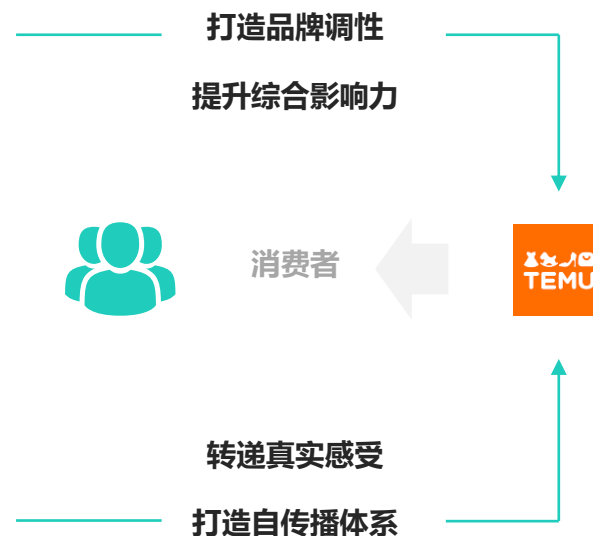 打造品牌调性
提升综合影响力
消费者
TEMU
转递真实感受
打造自传播体系